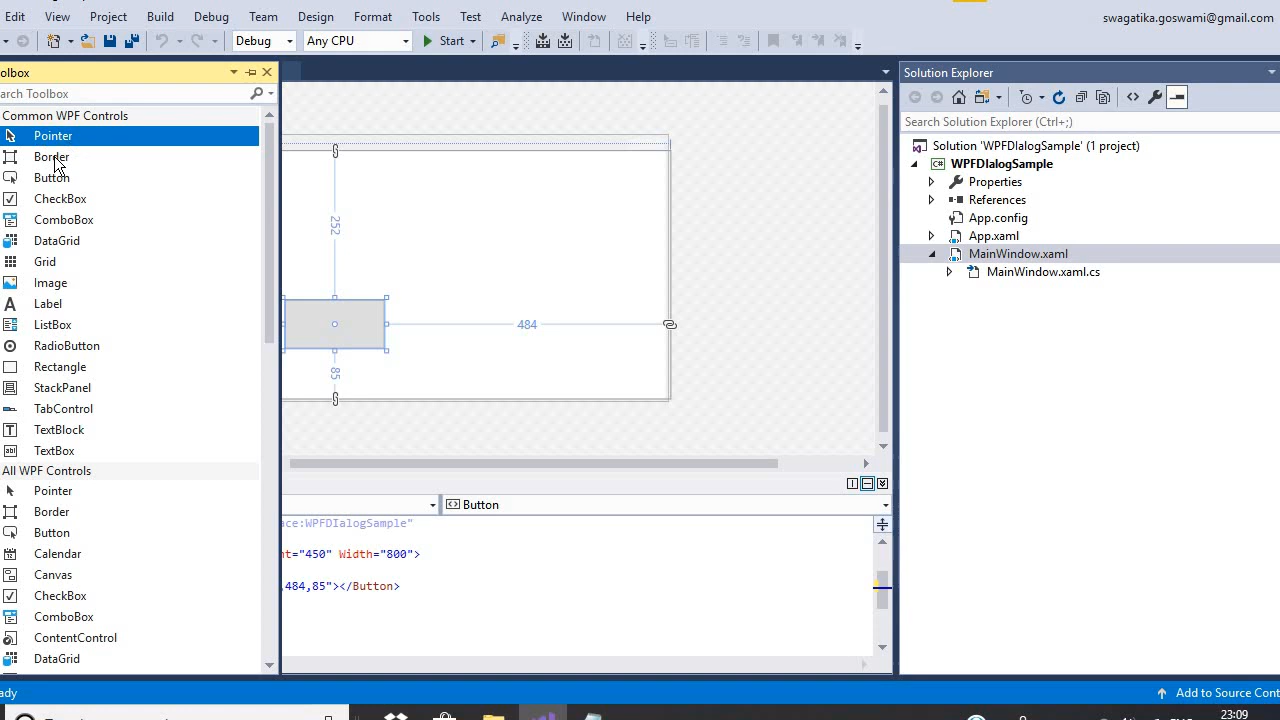 Edit View Project Build Debug Team Design Format Tools Test Analyze Window Help
swagatika.goswami@gmail.com
Debug Any CPU Start
olbox
arch Toolbox
Common WPF Controls
Pointer
Border
Button
CheckBox
ComboBox
DataGrid
Grid
Image
Label
ListBox
RadioButton
Rectangle
StackPanel
TabControl
TextBlock
TextBox
All WPF Controls
Pointer
Border
Button
Calendar
Canvas
CheckBox
ComboBox
ContentControl
DataGrid
252
484
85
Button
ace:WPFDIalogSample"
ht="450" Width="800">
,484,85"></Button>
Solution Explorer
Search Solution Explorer (Ctrl+;)
Solution 'WPFDIalogSample' (1 project)
WPFDIalogSample
Properties
References
App.config
App.xaml
MainWindow.xaml
MainWindow.xaml.cs
ady
Add to Source Cont
23:09